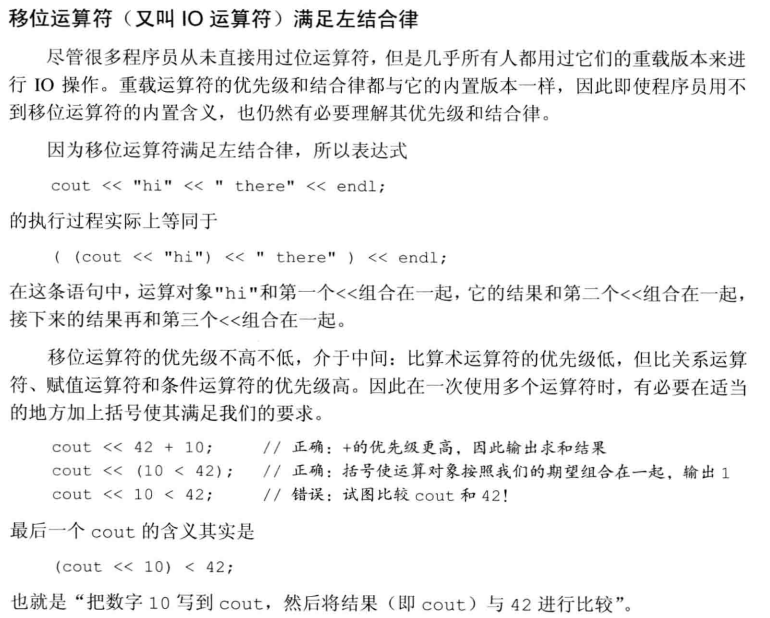 移位运算符（又叫 IO 运算符）满足左结合律
尽管很多程序员从未直接用过位运算符，但是几乎所有人都用过它们的重载版本来进
行 IO 操作。重载运算符的优先级和结合律都与它的内置版本一样，因此即使程序员用不
到移位运算符的内置含义，也仍然有必要理解其优先级和结合律。
因为移位运算符满足左结合律，所以表达式
cout << "hi" << " there" << endl;
的执行过程实际上等同于
( (cout << "hi") << " there" ) << endl;
在这条语句中，运算对象"hi"和第一个<<组合在一起，它的结果和第二个<<组合在一起，
接下来的结果再和第三个<<组合在一起。
移位运算符的优先级不高不低，介于中间：比算术运算符的优先级低，但比关系运算
符、赋值运算符和条件运算符的优先级高。因此在一次使用多个运算符时，有必要在适当
的地方加上括号使其满足我们的要求。
cout << 42 + 10; // 正确：+的优先级更高，因此输出求和结果
cout << (10 < 42); // 正确：括号使运算对象按照我们的期望组合在一起，输出 1
cout << 10 < 42; // 错误：试图比较 cout 和 42！
最后一个 cout 的含义其实是
(cout << 10) < 42;
也就是“把数字 10 写到 cout，然后将结果（即 cout）与 42 进行比较”。